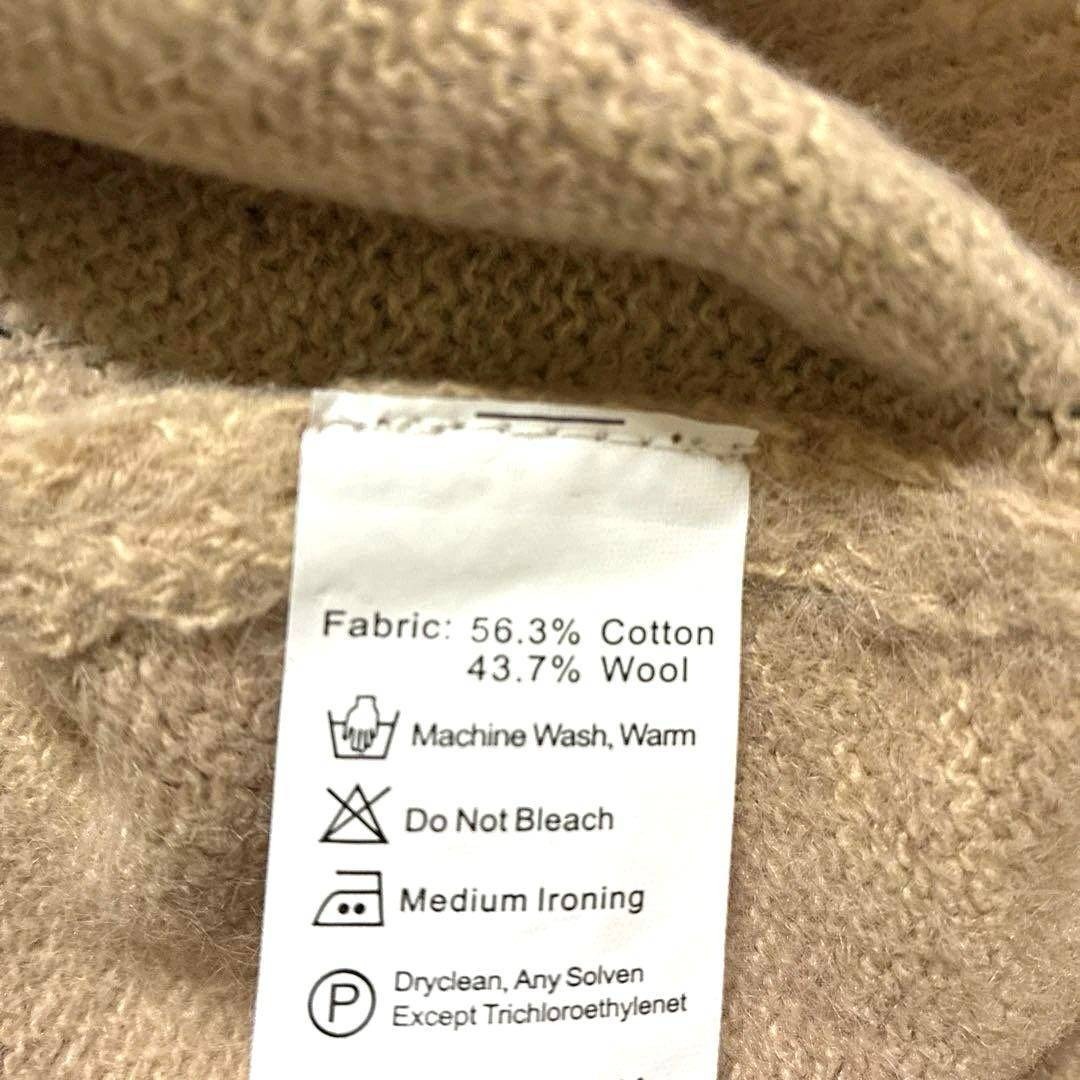 Fabric: 56.3% Cotton
43.7% Wool
Machine Wash, Warm
Do Not Bleach
Medium Ironing
P
Dryclean, Any Solven
Except Trichloroethylenet